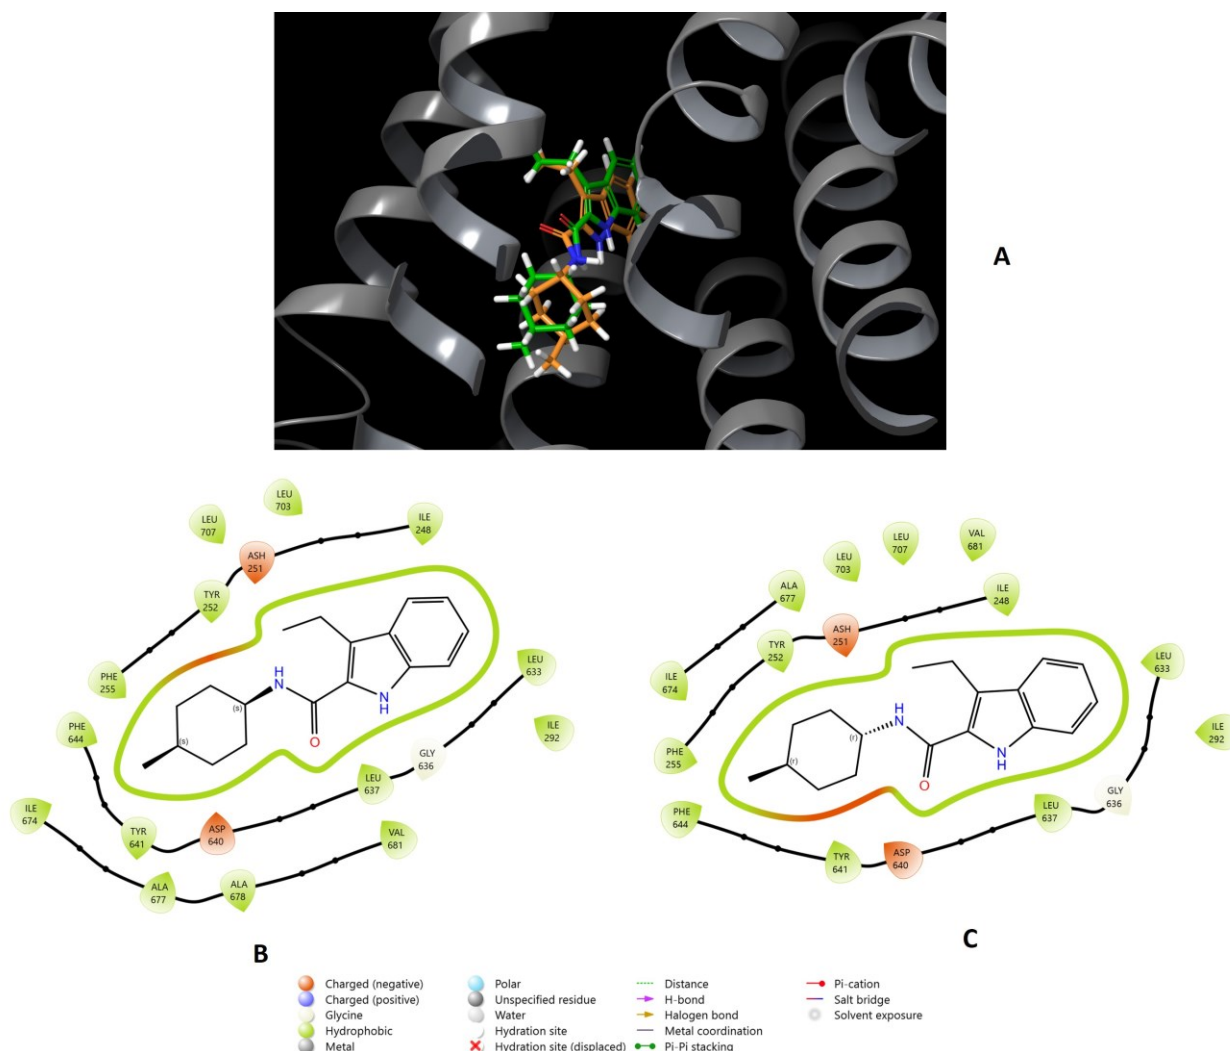 A
LEU
703
LEU
707
ILE
248
ASH
251
TYR
252
PHE
255
PHE
644
LEU
633
ILE
292
GLY
636
LEU
637
ILE
674
TYR
641
ASP
640
VAL
681
ALA
677
ALA
678
H
N
(s)
(s)
O
N
H
B
LEU
707
VAL
681
LEU
703
ALA
677
ILE
248
ASH
251
TYR
252
ILE
674
PHE
255
LEU
633
ILE
292
GLY
636
LEU
637
PHE
644
TYR
641
ASP
640
H
N
(r)
(r)
O
N
H
C
Charged (negative)
Charged (positive)
Glycine
Hydrophobic
Metal
Polar
Unspecified residue
Water
Hydration site
Hydration site (displaced)
Distance
H-bond
Halogen bond
Metal coordination
Pi-Pi stacking
Pi-cation
Salt bridge
Solvent exposure